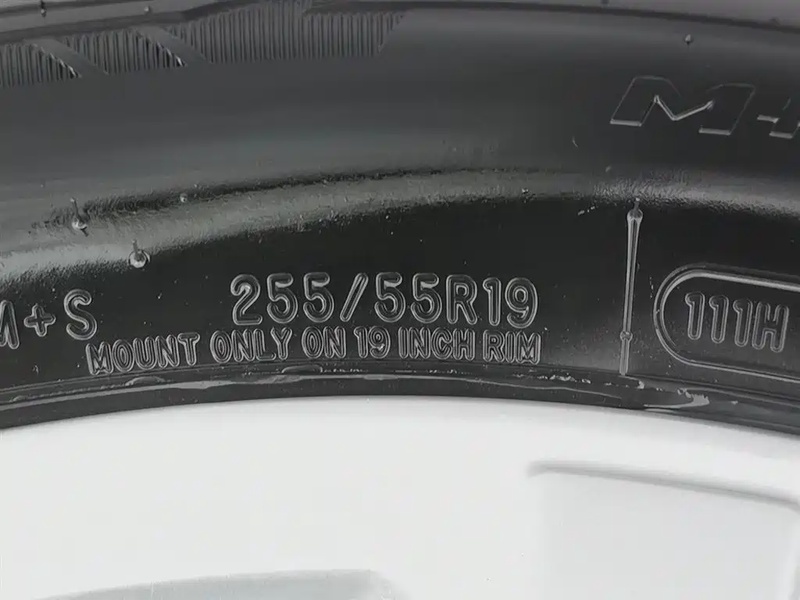 M+
M+S
255/55R19
MOUNT ONLY ON 19 INCH RIM
111H